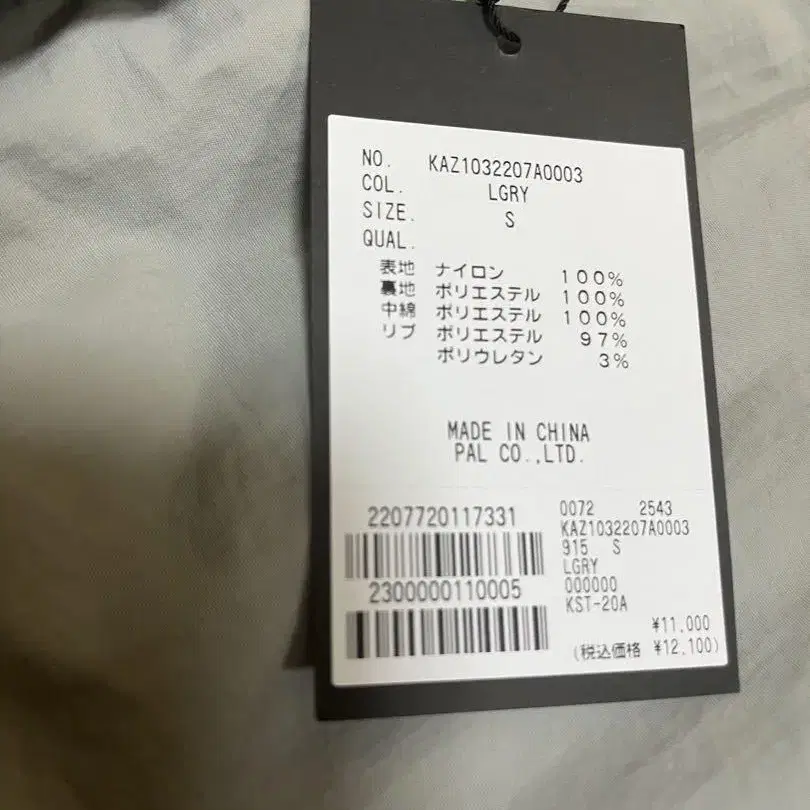 NO. KAZ1032207A0003
COL. LGRY
SIZE. S
QUAL.
表地 ナイロン 100%
裏地 ポリエステル 100%
中綿 ポリエステル 100%
リブ ポリエステル 97%
ポリウレタン 3%
MADE IN CHINA
PAL CO.,LTD.
2207720117331
2300000110005
0072 2543
KAZ1032207A0003
915 S
LGRY
000000
KST-20A
¥11,000
(税込価格 ¥12,100)